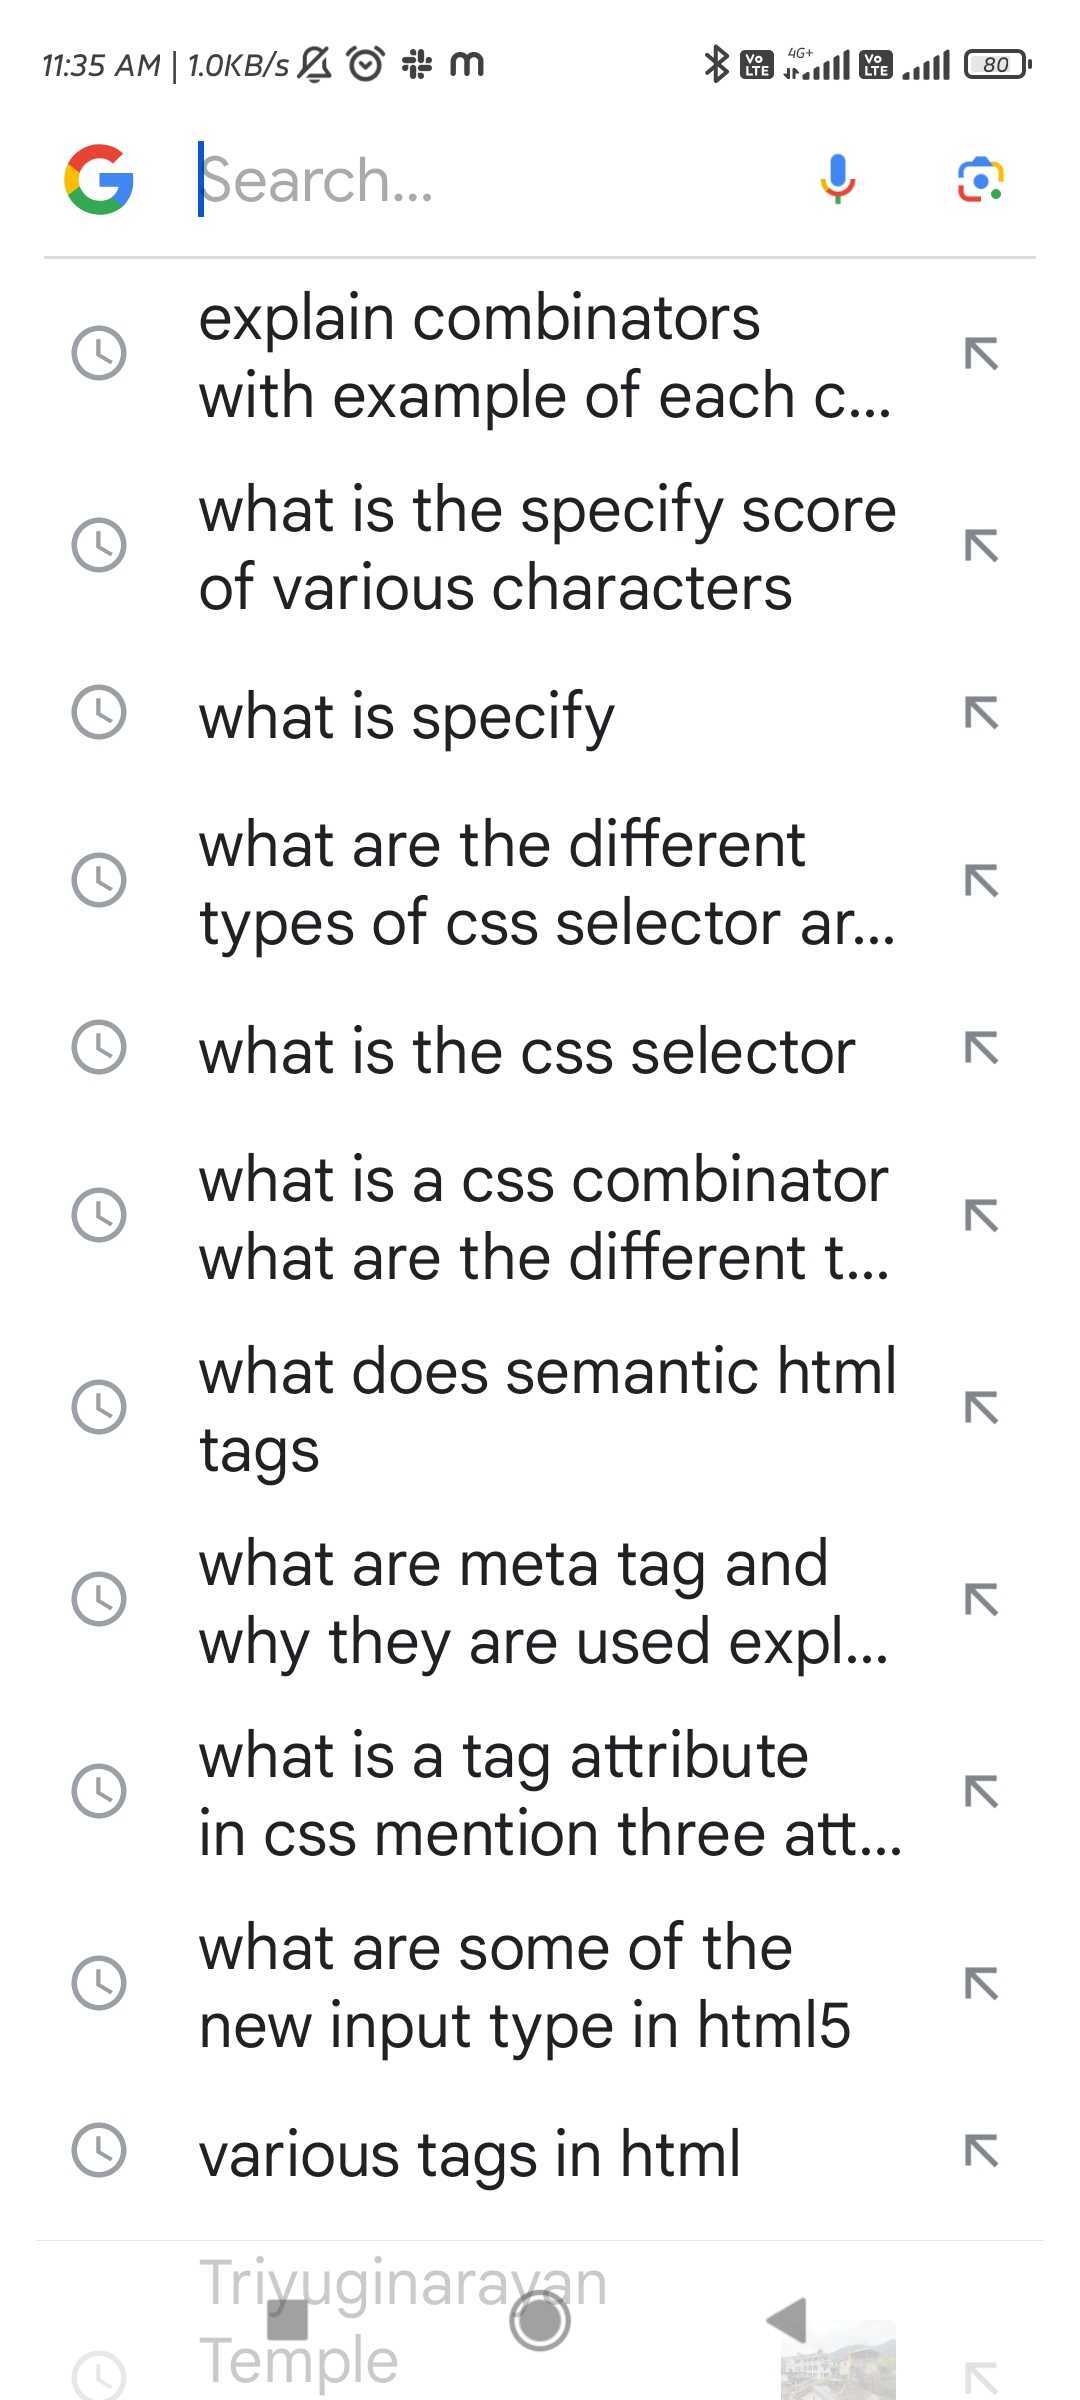 11:35 AM | 1.0KB/s m Vo LTE 4G+ Vo LTE 80
Search...
explain combinators
with example of each c...
what is the specify score
of various characters
what is specify
what are the different
types of css selector ar...
what is the css selector
what is a css combinator
what are the different t...
what does semantic html
tags
what are meta tag and
why they are used expl...
what is a tag attribute
in css mention three att...
what are some of the
new input type in html5
various tags in html
Triyuginarayan
Temple